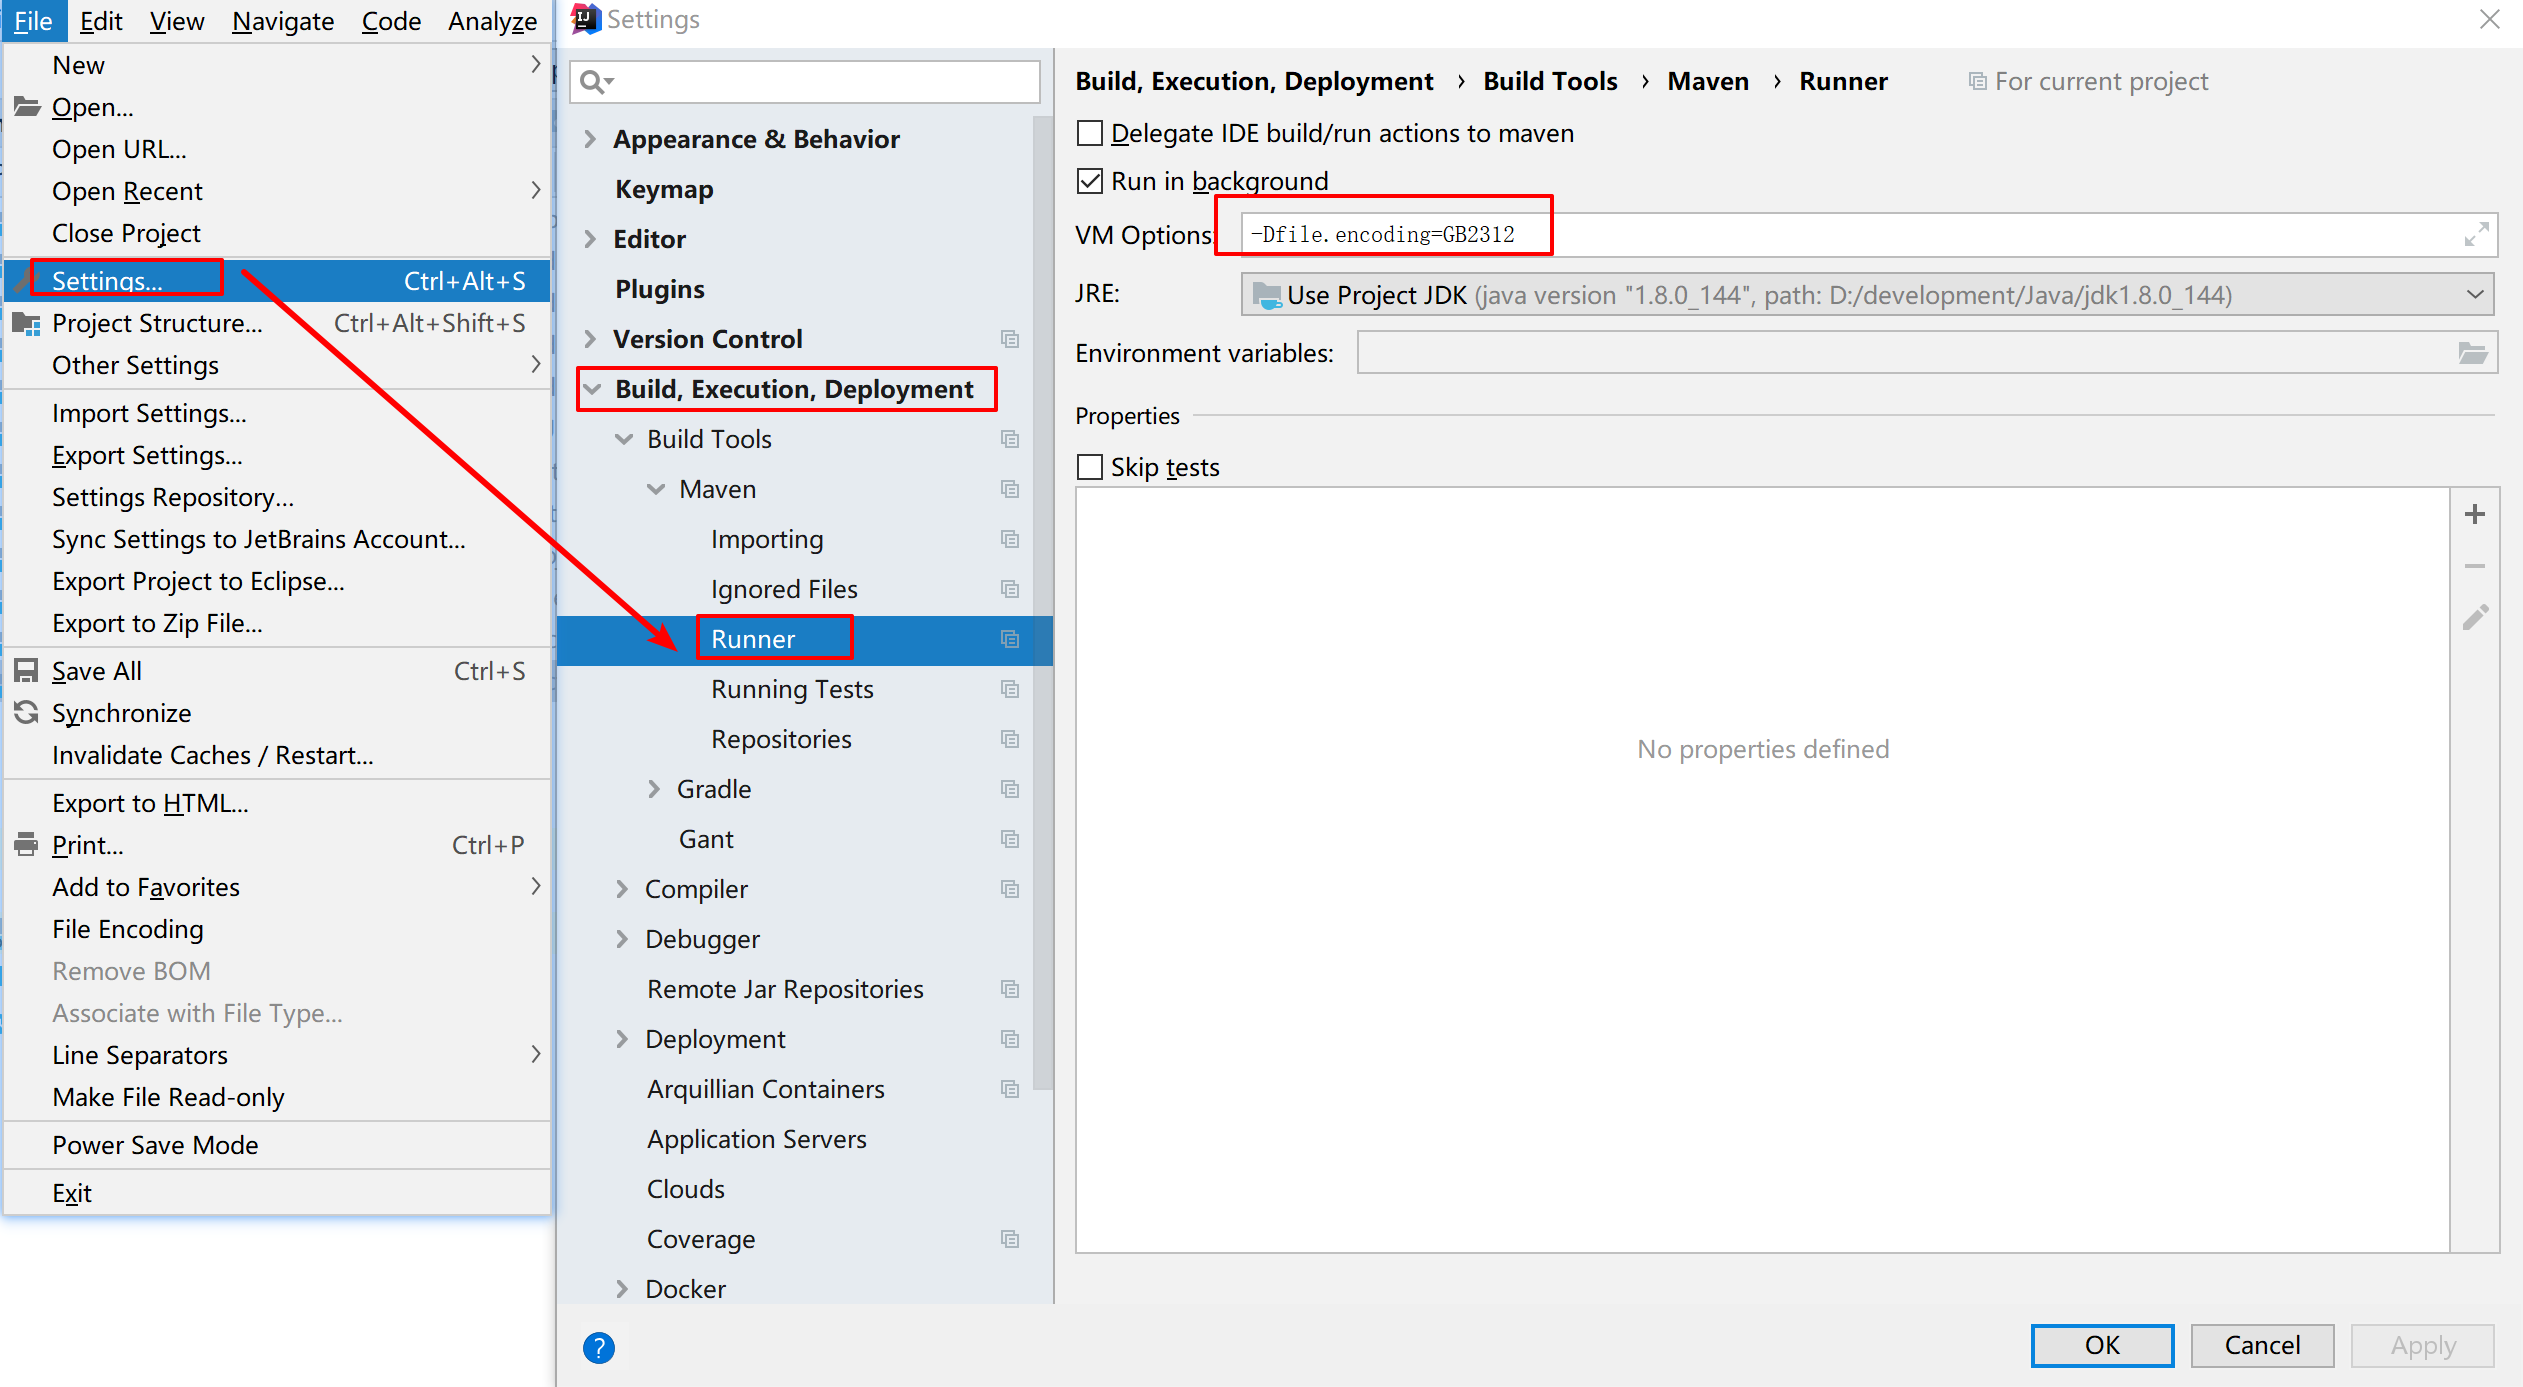 File Edit View Navigate Code Analyze
New
Open...
Open URL...
Open Recent
Close Project
Settings... Ctrl+Alt+S
Project Structure... Ctrl+Alt+Shift+S
Other Settings
Import Settings...
Export Settings...
Settings Repository...
Sync Settings to JetBrains Account...
Export Project to Eclipse...
Export to Zip File...
Save All Ctrl+S
Synchronize
Invalidate Caches / Restart...
Export to HTML...
Print... Ctrl+P
Add to Favorites
File Encoding
Remove BOM
Associate with File Type...
Line Separators
Make File Read-only
Power Save Mode
Exit
Settings
Appearance & Behavior
Keymap
Editor
Plugins
Version Control
Build, Execution, Deployment
Build Tools
Maven
Importing
Ignored Files
Runner
Running Tests
Repositories
Gradle
Gant
Compiler
Debugger
Remote Jar Repositories
Deployment
Arquillian Containers
Application Servers
Clouds
Coverage
Docker
Build, Execution, Deployment › Build Tools › Maven › Runner For current project
Delegate IDE build/run actions to maven
Run in background
VM Options: -Dfile.encoding=GB2312
JRE: Use Project JDK (java version "1.8.0_144", path: D:/development/Java/jdk1.8.0_144)
Environment variables:
Properties
Skip tests
No properties defined
? OK Cancel Apply